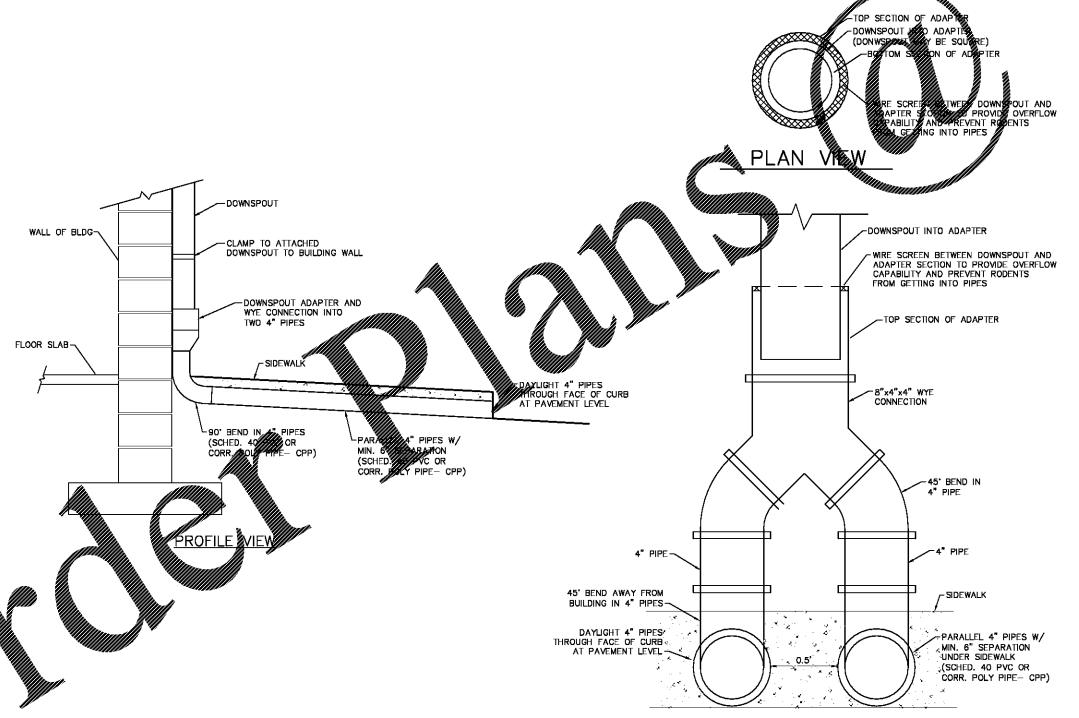 TOP SECTION OF ADAPTER
DOWNSPOUT INTO ADAPTER
(DONWSPOUT MAY BE SQUARE)
BOTTOM SECTION OF ADAPTER
WIRE SCREEN BETWEEN DOWNSPOUT AND
ADAPTER SECTION TO PROVIDE OVERFLOW
CAPABILITY AND PREVENT RODENTS
FROM GETTING INTO PIPES
PLAN VIEW
DOWNSPOUT
WALL OF BLDG
CLAMP TO ATTACHED
DOWNSPOUT TO BUILDING WALL
DOWNSPOUT ADAPTER AND
WYE CONNECTION INTO
TWO 4" PIPES
FLOOR SLAB
SIDEWALK
DAYLIGHT 4" PIPES
THROUGH FACE OF CURB
AT PAVEMENT LEVEL
90° BEND IN 4" PIPES
(SCHED. 40 PVC OR
CORR. POLY PIPE- CPP)
PARALLEL 4" PIPES W/
MIN. 6" SEPARATION
(SCHED. 40 PVC OR
CORR. POLY PIPE- CPP)
PROFILE VIEW
DOWNSPOUT INTO ADAPTER
WIRE SCREEN BETWEEN DOWNSPOUT AND
ADAPTER SECTION TO PROVIDE OVERFLOW
CAPABILITY AND PREVENT RODENTS
FROM GETTING INTO PIPES
TOP SECTION OF ADAPTER
8"x4"x4" WYE
CONNECTION
45° BEND IN
4" PIPE
4" PIPE
4" PIPE
45° BEND AWAY FROM
BUILDING IN 4" PIPES
SIDEWALK
DAYLIGHT 4" PIPES
THROUGH FACE OF CURB
AT PAVEMENT LEVEL
0.5'
PARALLEL 4" PIPES W/
MIN. 6" SEPARATION
UNDER SIDEWALK
(SCHED. 40 PVC OR
CORR. POLY PIPE- CPP)
rder Plans @